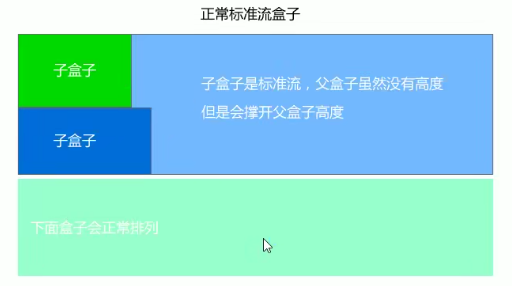 正常标准流盒子
子盒子
子盒子是标准流，父盒子虽然没有高度
但是会撑开父盒子高度
子盒子
下面盒子会正常排列